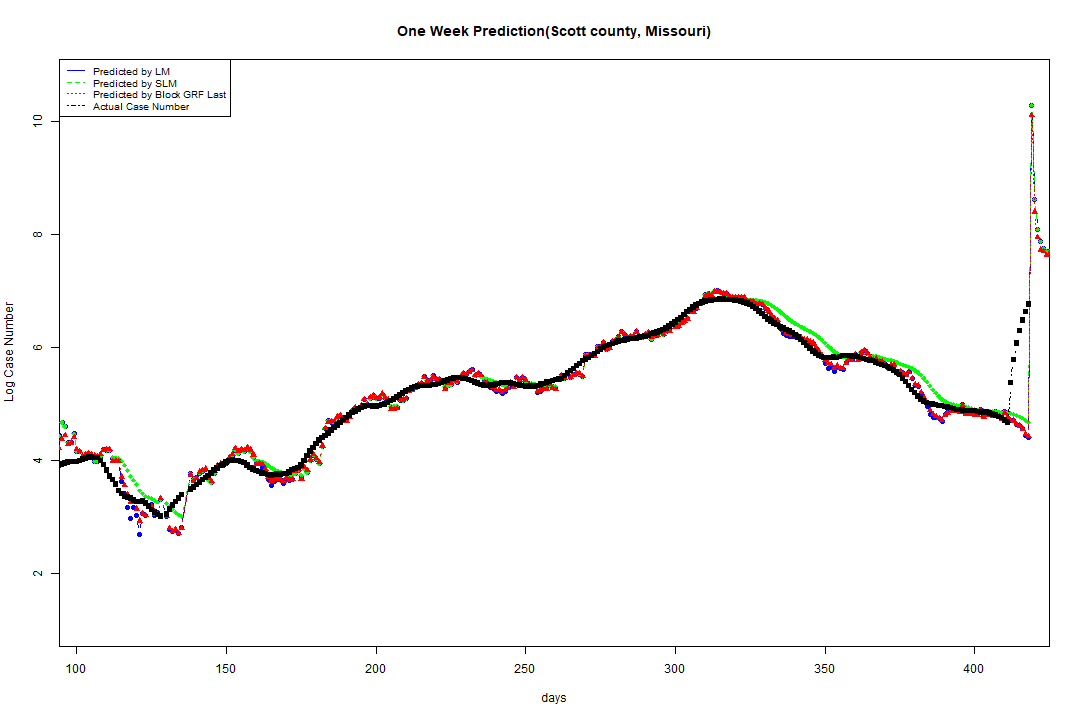 One Week Prediction(Scott county, Missouri)
Predicted by LM
Predicted by SLM
Predicted by Block GRF Last
Actual Case Number
Log Case Number
10
8
6
4
2
100 150 200 250 300 350 400
days